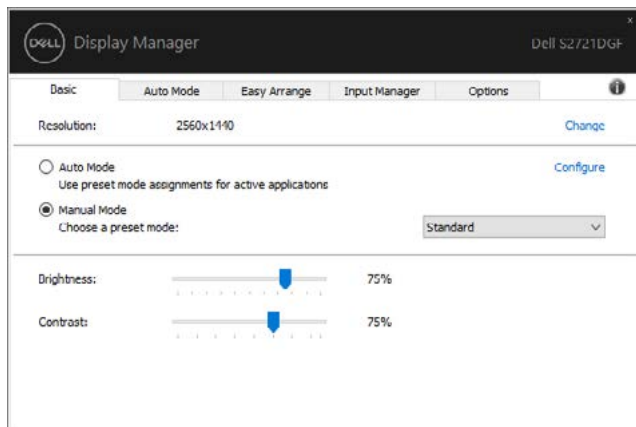 DELL Display Manager
Dell S2721DGF
Basic Auto Mode Easy Arrange Input Manager Options
Resolution: 2560x1440 Change
Auto Mode Configure
Use preset mode assignments for active applications
Manual Mode
Choose a preset mode: Standard
Brightness: 75%
Contrast: 75%